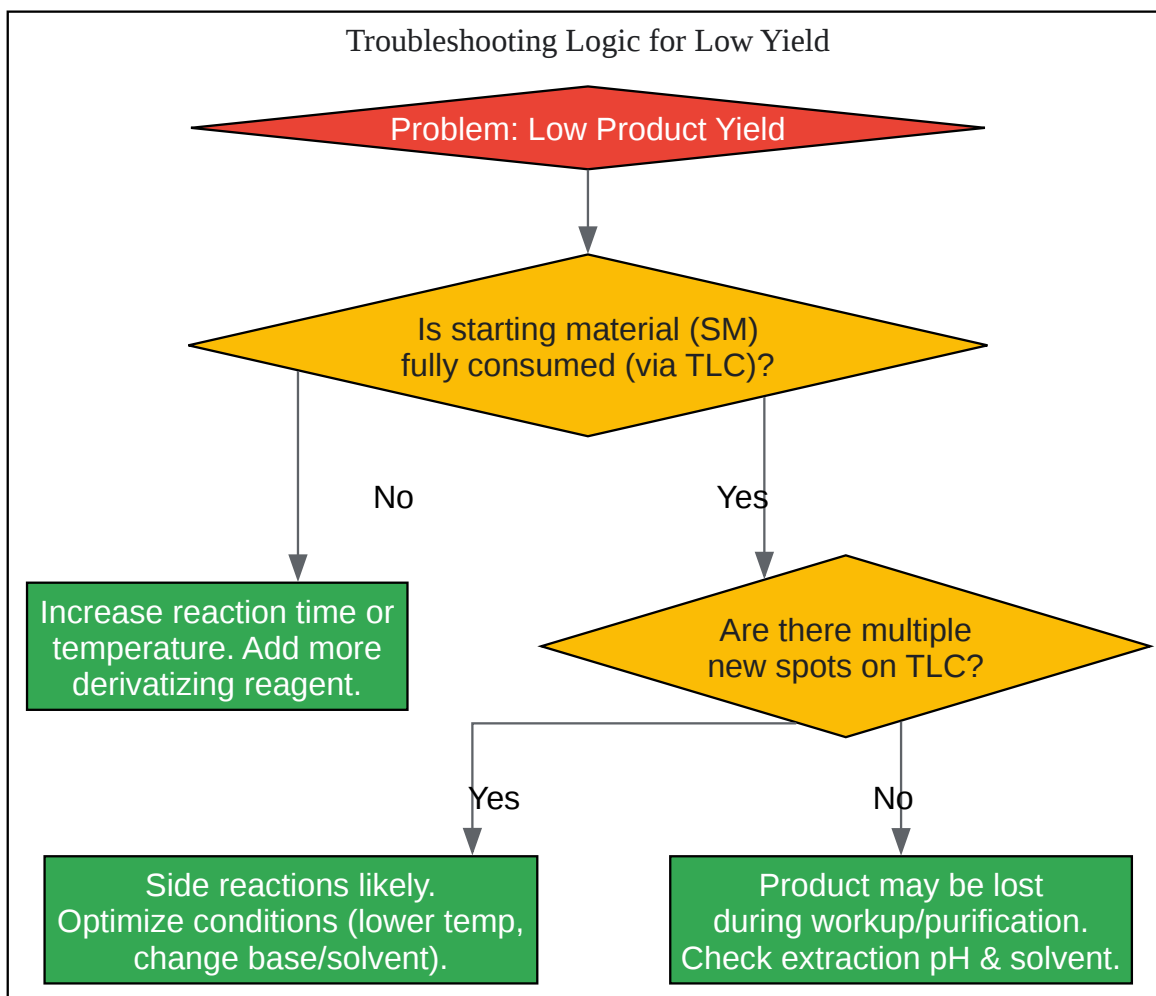 Troubleshooting Logic for Low Yield
Problem: Low Product Yield
Is starting material (SM)
fully consumed (via TLC)?
No
Yes
Increase reaction time or
temperature. Add more
derivatizing reagent.
Are there multiple
new spots on TLC?
Yes
No
Side reactions likely.
Optimize conditions (lower temp,
change base/solvent).
Product may be lost
during workup/purification.
Check extraction pH & solvent.